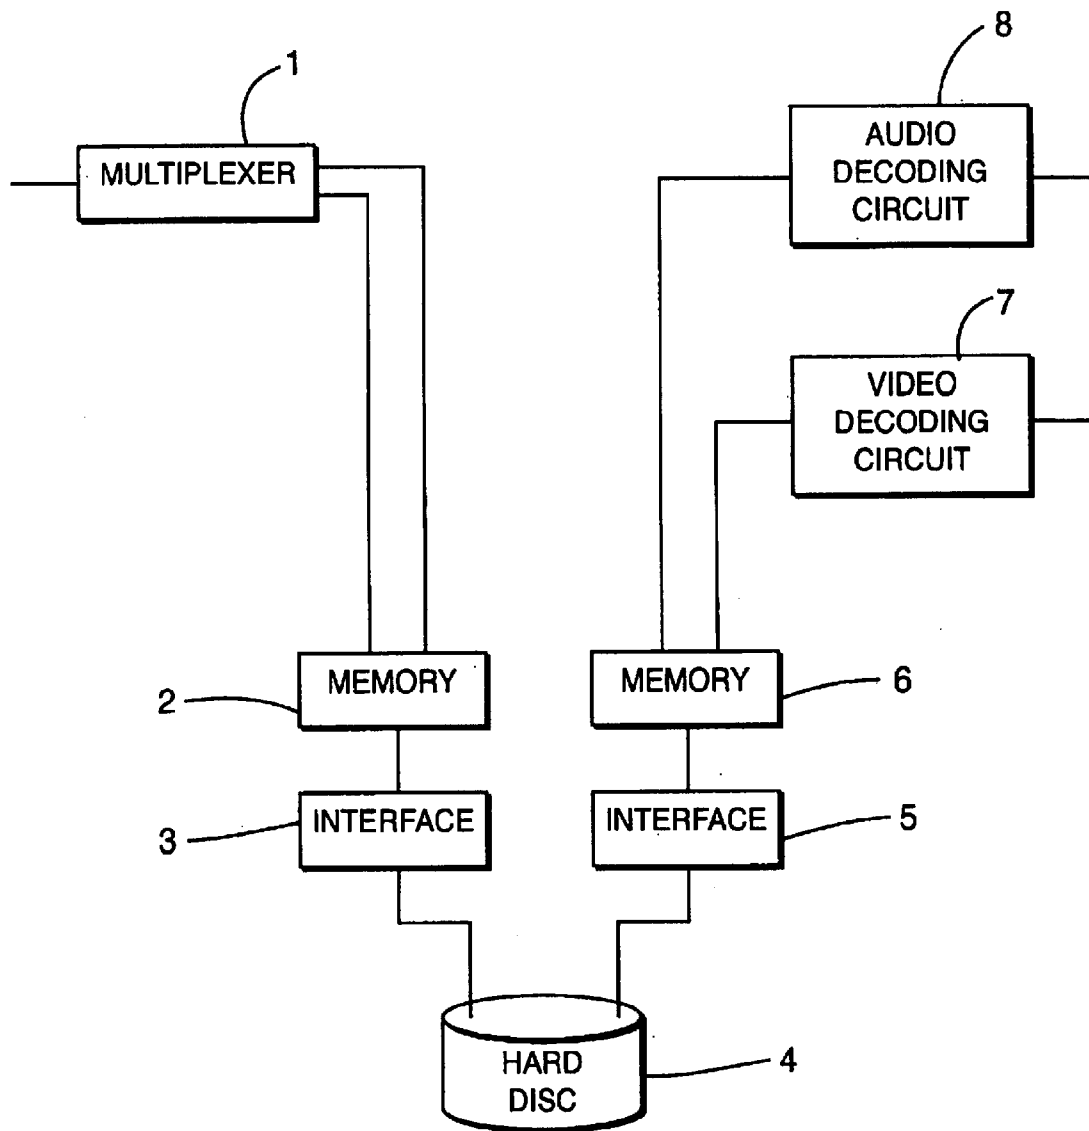 1
MULTIPLEXER
8
AUDIO
DECODING
CIRCUIT
7
VIDEO
DECODING
CIRCUIT
2
MEMORY
MEMORY
6
3
INTERFACE
INTERFACE
5
HARD
DISC
4